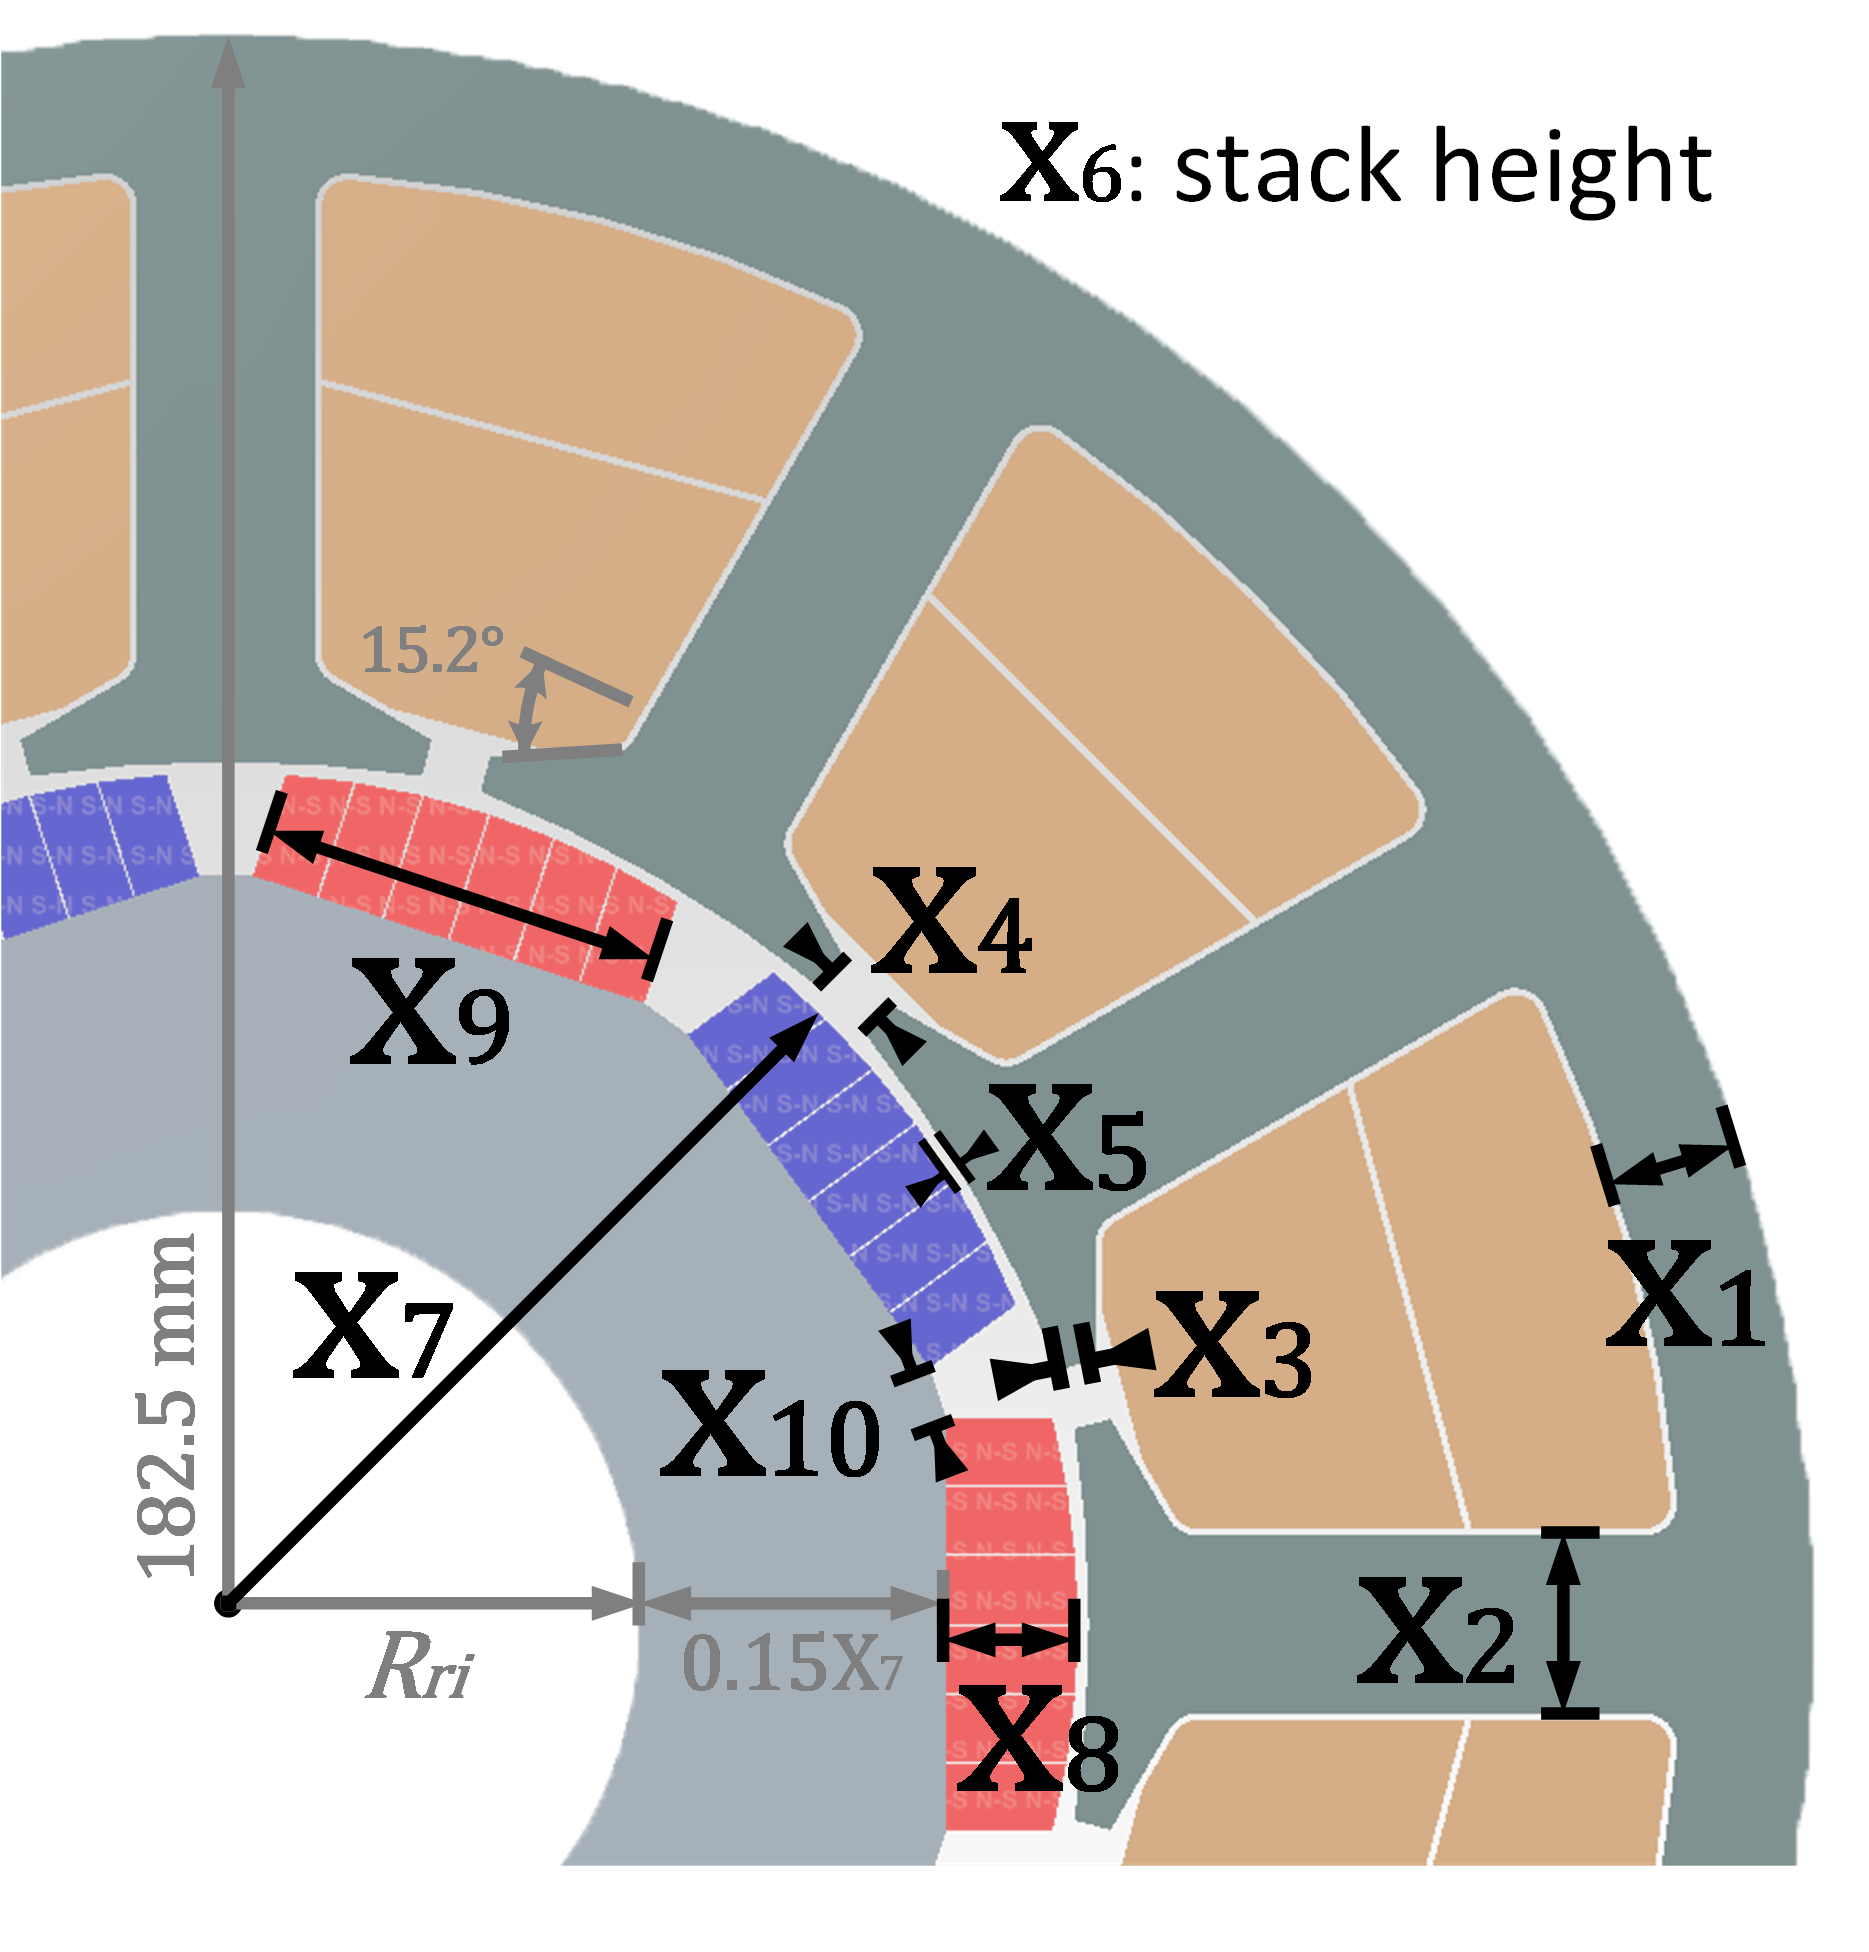 X6: stack height
15.2°
X4
X9
X5
X7
182.5 mm
X10
X3
X1
Rri
0.15X7
X2
X8
S-N S-N
N-S N-S N-S